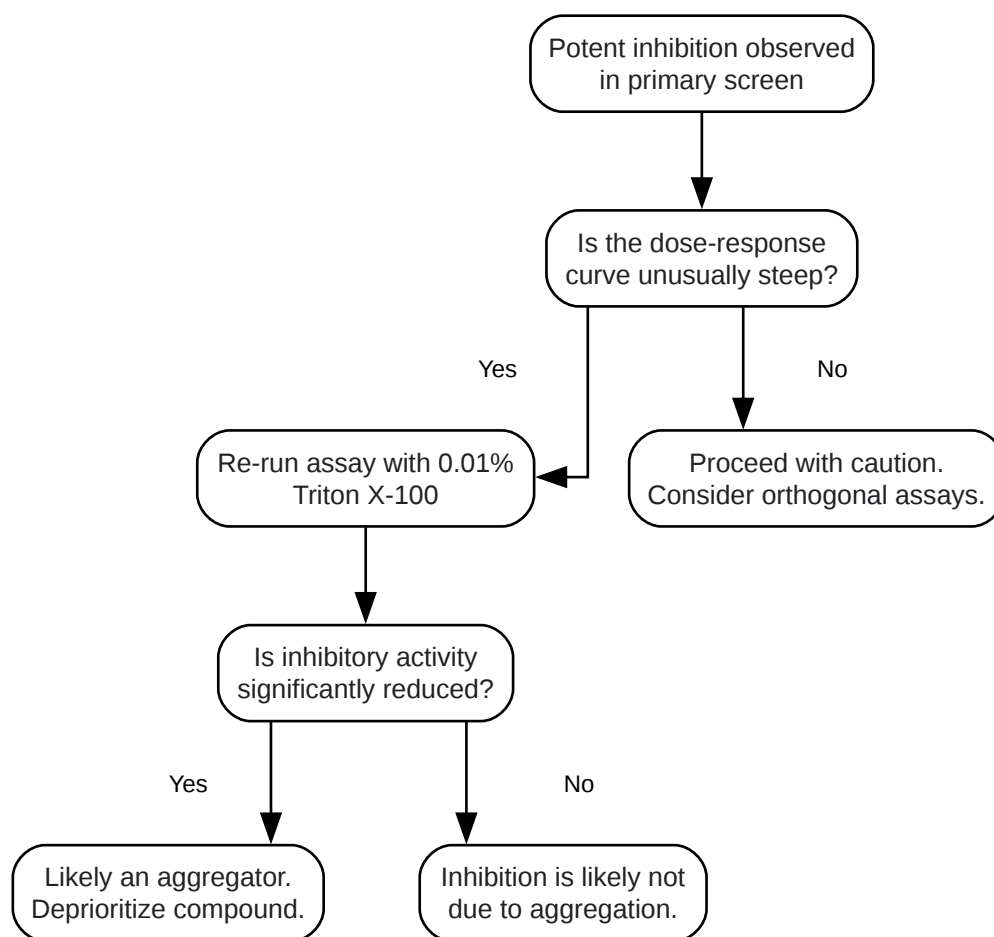 Potent inhibition observed
in primary screen
Is the dose-response
curve unusually steep?
Yes
No
Re-run assay with 0.01%
Triton X-100
Proceed with caution.
Consider orthogonal assays.
Is inhibitory activity
significantly reduced?
Yes
No
Likely an aggregator.
Deprioritize compound.
Inhibition is likely not
due to aggregation.